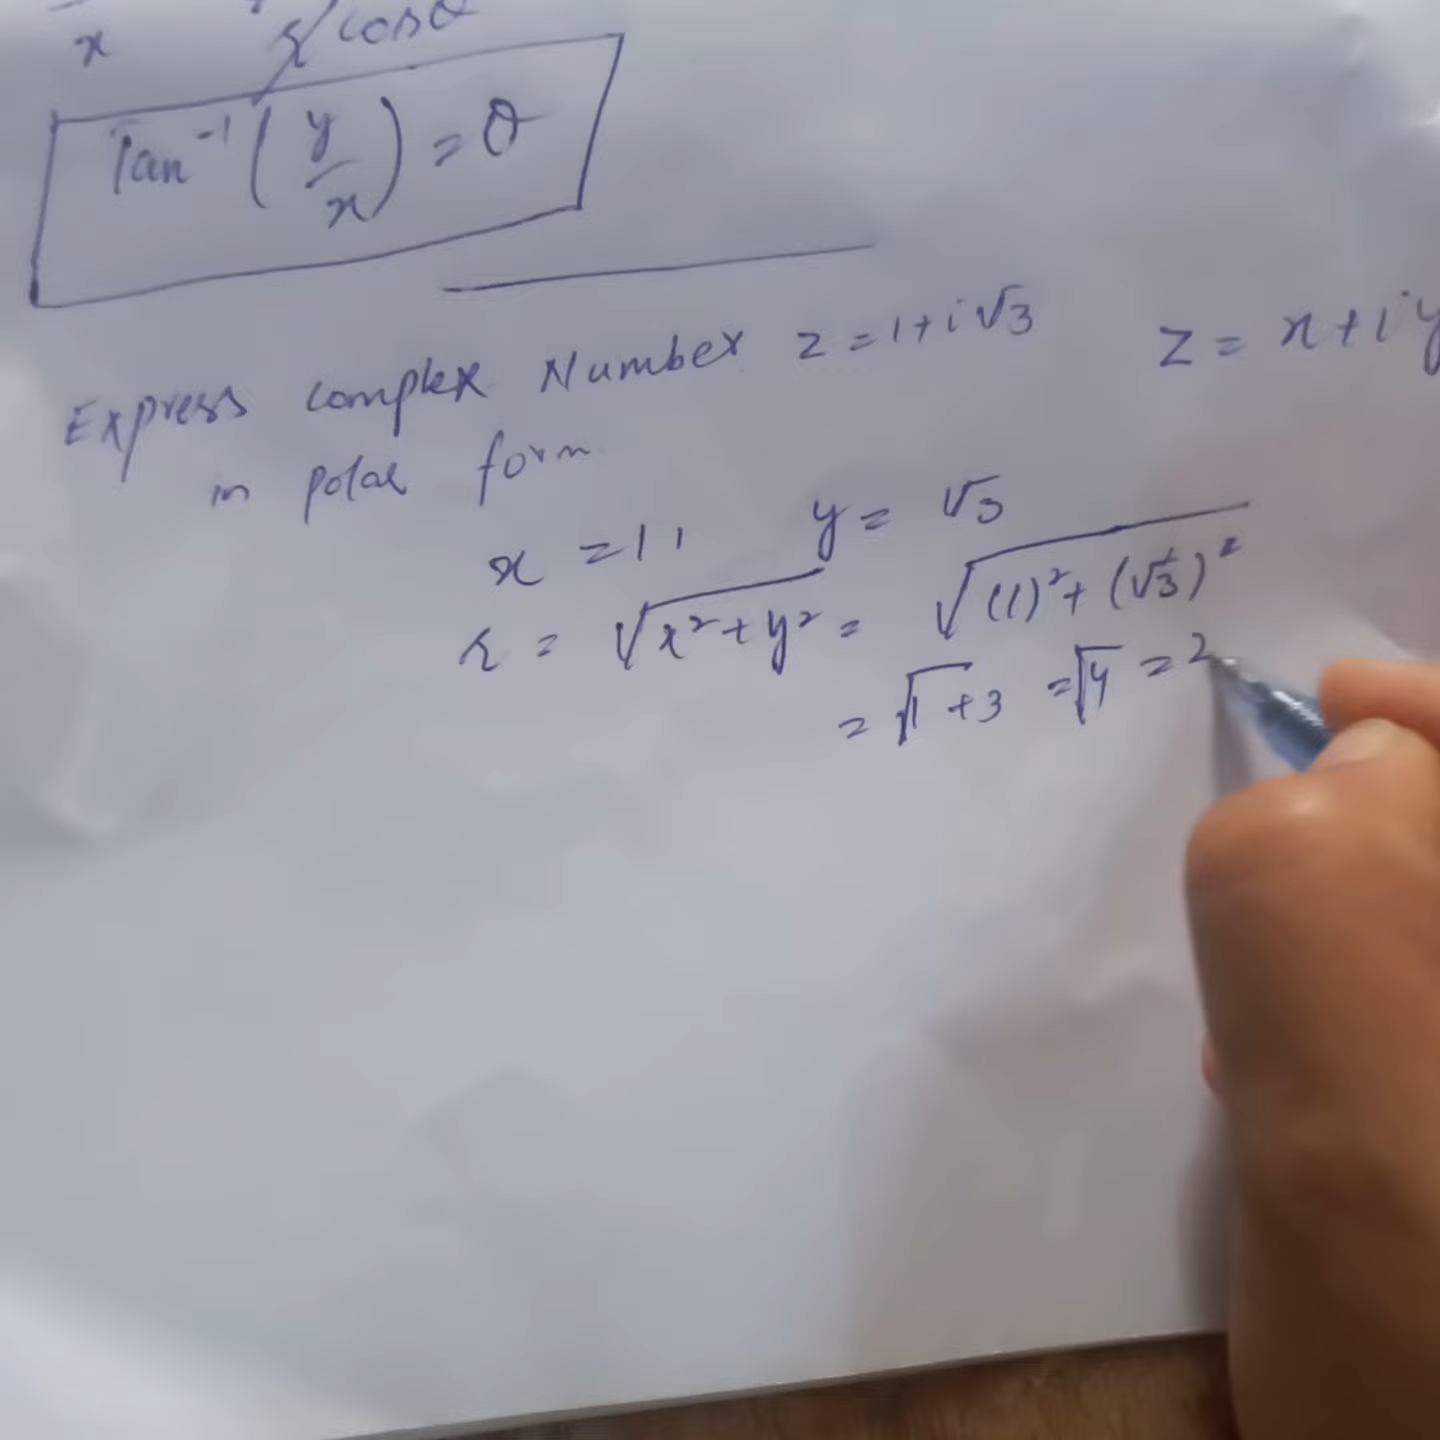 x r cosθ
Tan⁻¹(y/x) = θ
Express complex Number z = 1 + i√3 z = x + iy
in polar form
x = 1, y = √3
r = √x² + y² = √(1)² + (√3)²
= √1 + 3 = √4 = 2